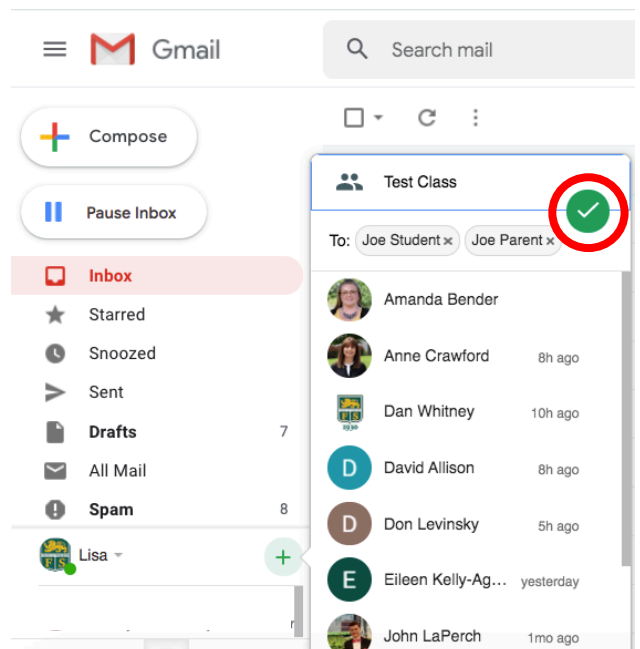 Gmail
Search mail
Compose
Pause Inbox
Inbox
Starred
Snoozed
Sent
Drafts 7
All Mail
Spam 8
Lisa
Test Class
To: Joe Student × Joe Parent ×
Amanda Bender
Anne Crawford 8h ago
Dan Whitney 10h ago
D David Allison 8h ago
D Don Levinsky 5h ago
E Eileen Kelly-Ag... yesterday
John LaPerch 1mo ago